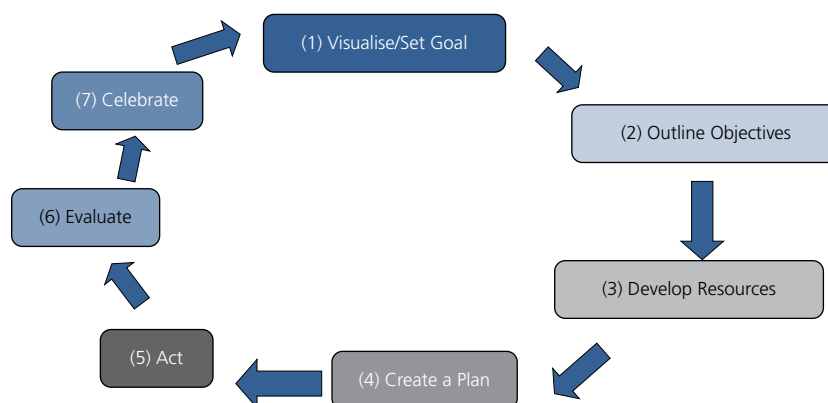 (1) Visualise/Set Goal
(2) Outline Objectives
(3) Develop Resources
(4) Create a Plan
(5) Act
(6) Evaluate
(7) Celebrate